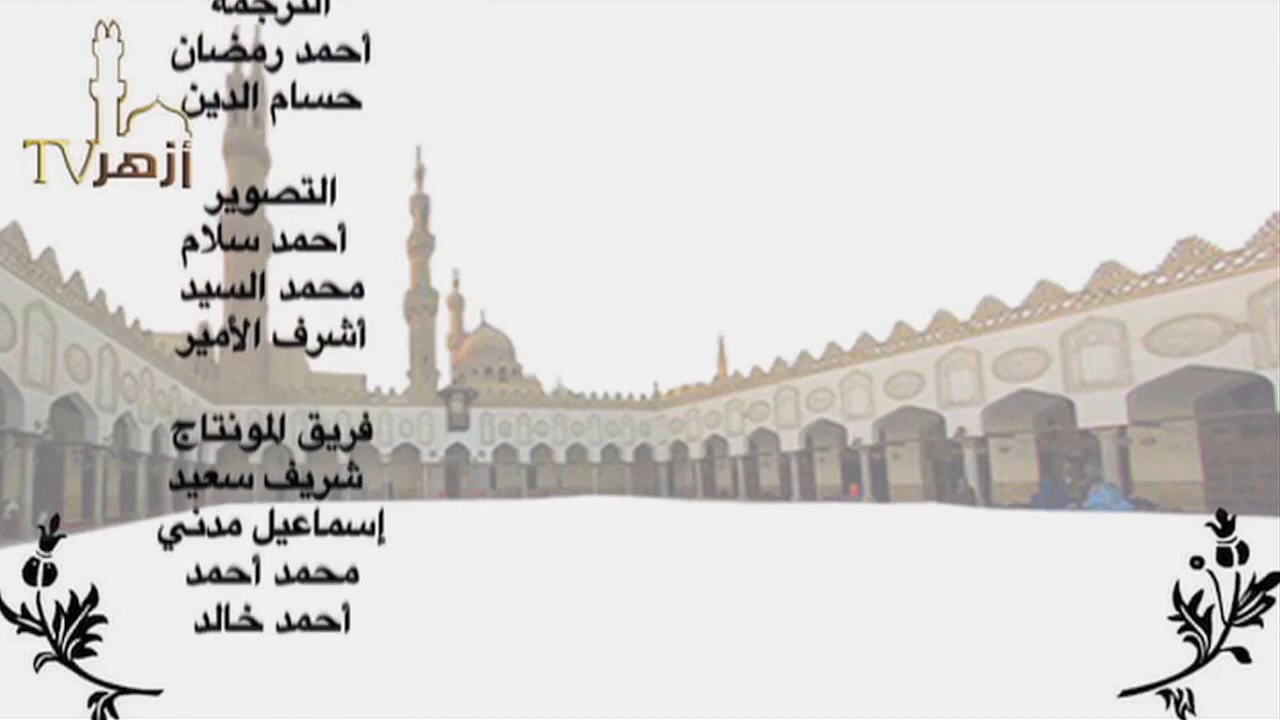 الترجمة
أحمد رمضان
حسام الدين
أزهر TV
التصوير
أحمد سلام
محمد السيد
أشرف الأمير
فريق المونتاج
شريف سعيد
إسماعيل مدني
محمد أحمد
أحمد خالد